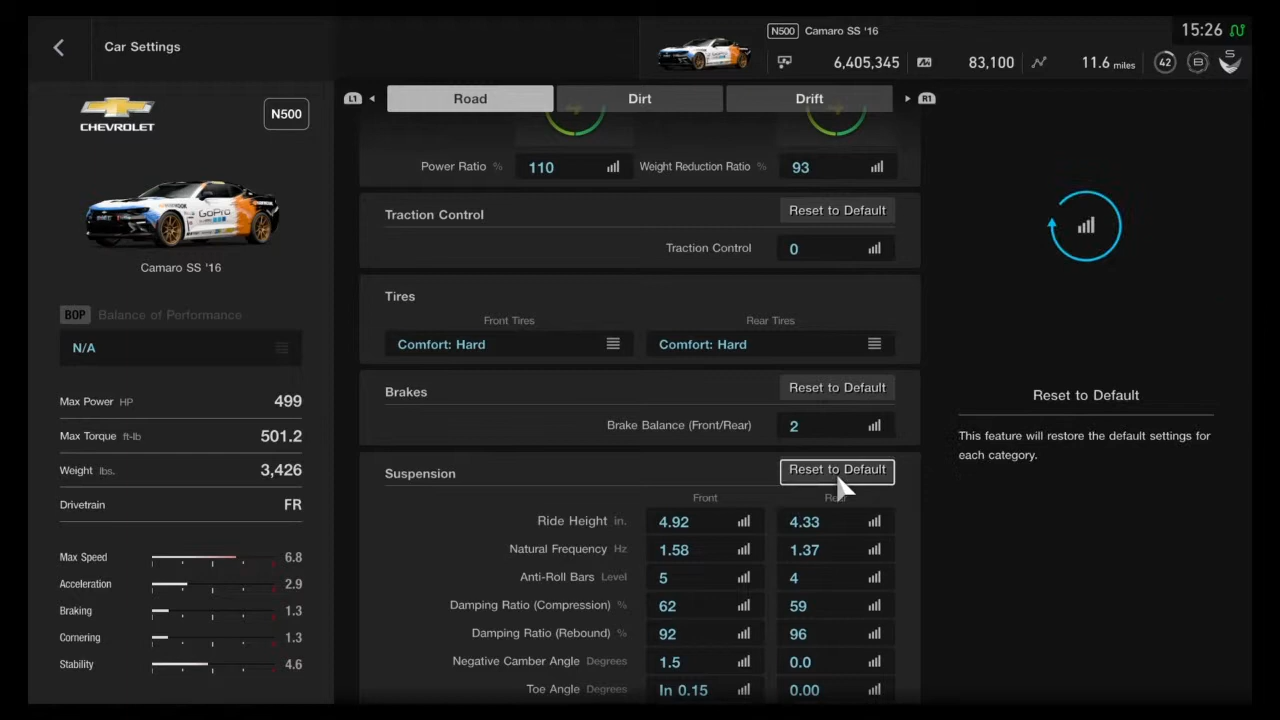 Car Settings
N500 Camaro SS '16
15:26
6,405,345 83,100 11.6 miles 42 B S
CHEVROLET
N500
GoPro
Camaro SS '16
BOP Balance of Performance
N/A
Max Power HP 499
Max Torque ft-lb 501.2
Weight lbs. 3,426
Drivetrain FR
Max Speed 6.8
Acceleration 2.9
Braking 1.3
Cornering 1.3
Stability 4.6
L1 Road Dirt Drift R1
Power Ratio % 110 Weight Reduction Ratio % 93
Traction Control Reset to Default
Traction Control 0
Tires
Front Tires Rear Tires
Comfort: Hard Comfort: Hard
Brakes Reset to Default
Brake Balance (Front/Rear) 2
Suspension Reset to Default
Front
Ride Height in. 4.92 4.33
Natural Frequency Hz 1.58 1.37
Anti-Roll Bars Level 5 4
Damping Ratio (Compression) % 62 59
Damping Ratio (Rebound) % 92 96
Negative Camber Angle Degrees 1.5 0.0
Toe Angle Degrees In 0.15 0.00
Reset to Default
This feature will restore the default settings for
each category.